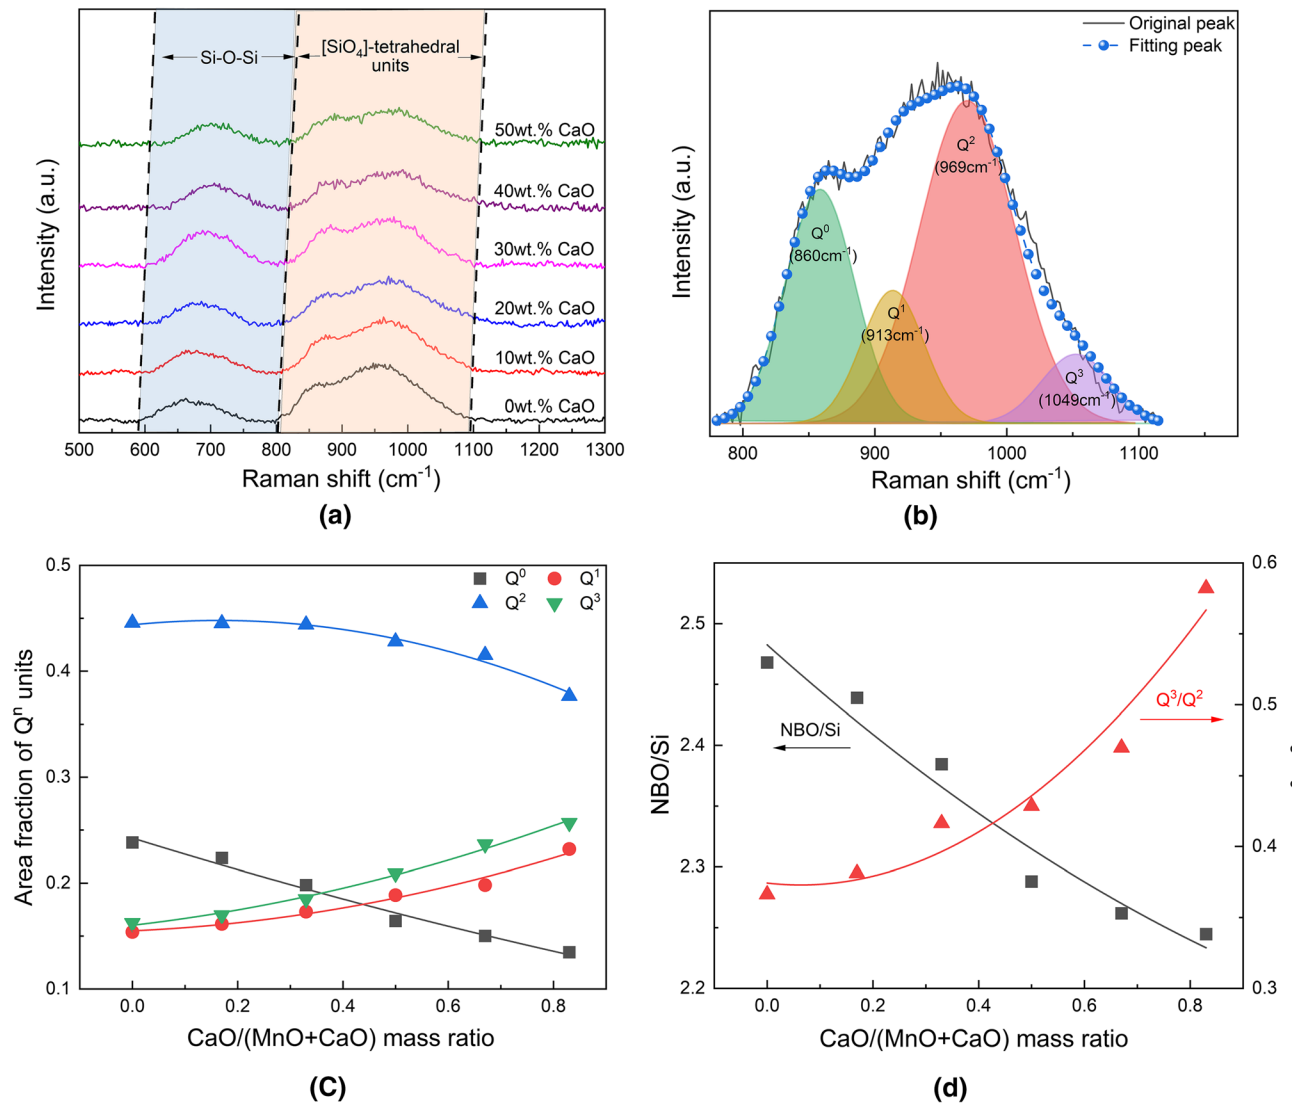 Si-O-Si
[SiO4]-tetrahedral
units
50wt.% CaO
40wt.% CaO
30wt.% CaO
20wt.% CaO
10wt.% CaO
0wt.% CaO
Intensity (a.u.)
500 600 700 800 900 1000 1100 1200 1300
Raman shift (cm-1)
(a)
Original peak
Fitting peak
Q2
(969cm-1)
Q0
(860cm-1)
Q1
(913cm-1)
Q3
(1049cm-1)
Intensity (a.u.)
800 900 1000 1100
Raman shift (cm-1)
(b)
Q0 Q1
Q2 Q3
0.5
0.4
0.3
0.2
0.1
Area fraction of Qn units
0.0 0.2 0.4 0.6 0.8
CaO/(MnO+CaO) mass ratio
(C)
2.5
2.4
2.3
2.2
NBO/Si
NBO/Si
Q3/Q2
0.6
0.5
0.4
0.3
0.0 0.2 0.4 0.6 0.8
CaO/(MnO+CaO) mass ratio
(d)